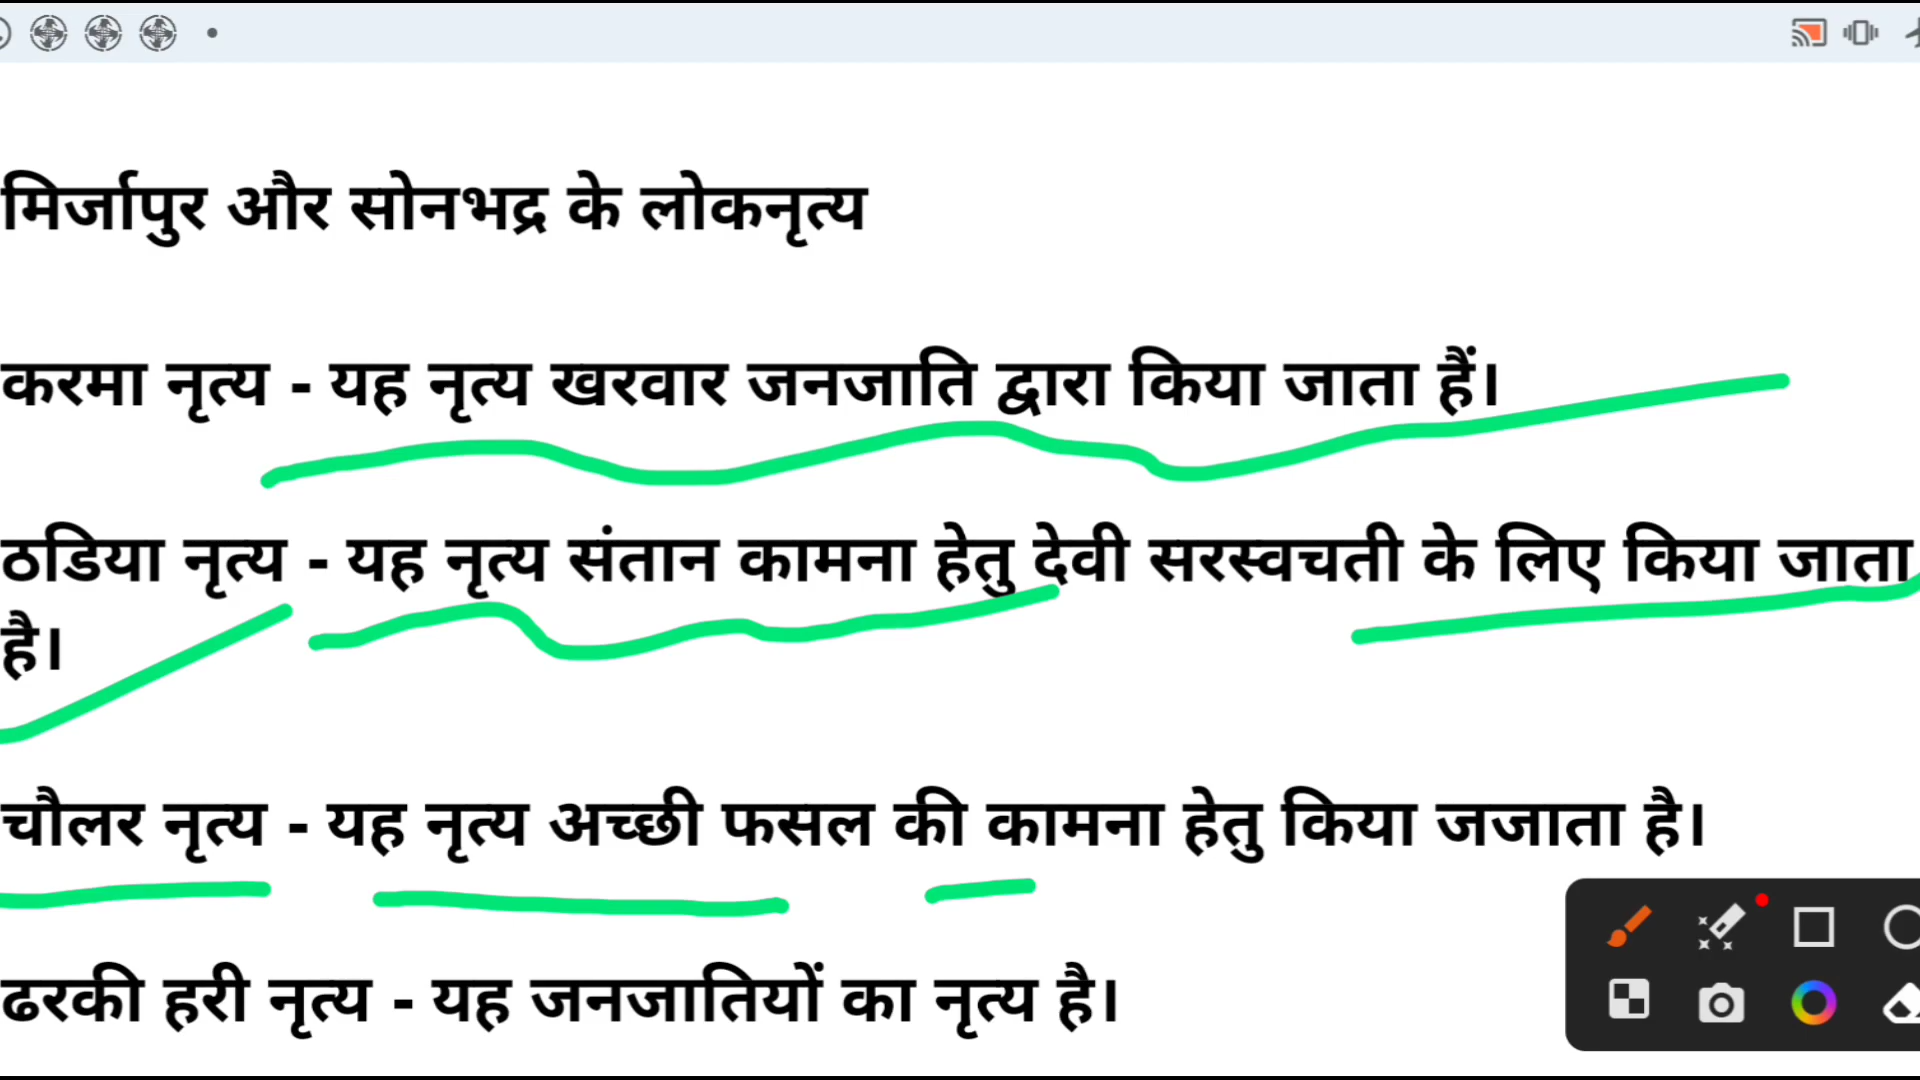 मिर्जापुर और सोनभद्र के लोकनृत्य
करमा नृत्य - यह नृत्य खरवार जनजाति द्वारा किया जाता हैं।
ठडिया नृत्य - यह नृत्य संतान कामना हेतु देवी सरस्वचती के लिए किया जाता
है।
चौलर नृत्य - यह नृत्य अच्छी फसल की कामना हेतु किया जजाता है।
ढरकी हरी नृत्य - यह जनजातियों का नृत्य है।